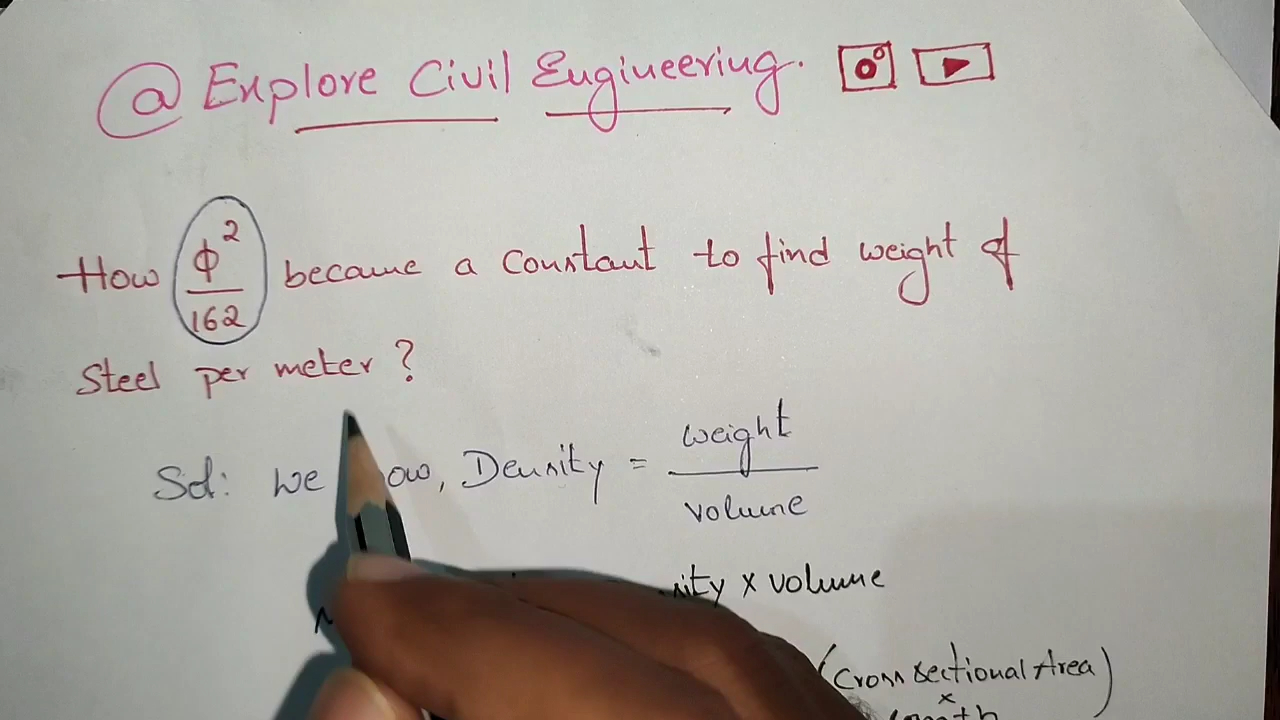 @ Explore Civil Engineering.
How ϕ²/162 became a constant to find weight of
Steel per meter?
Sol: we Density = weight/volume
x volume
(Cross sectional Area)
x